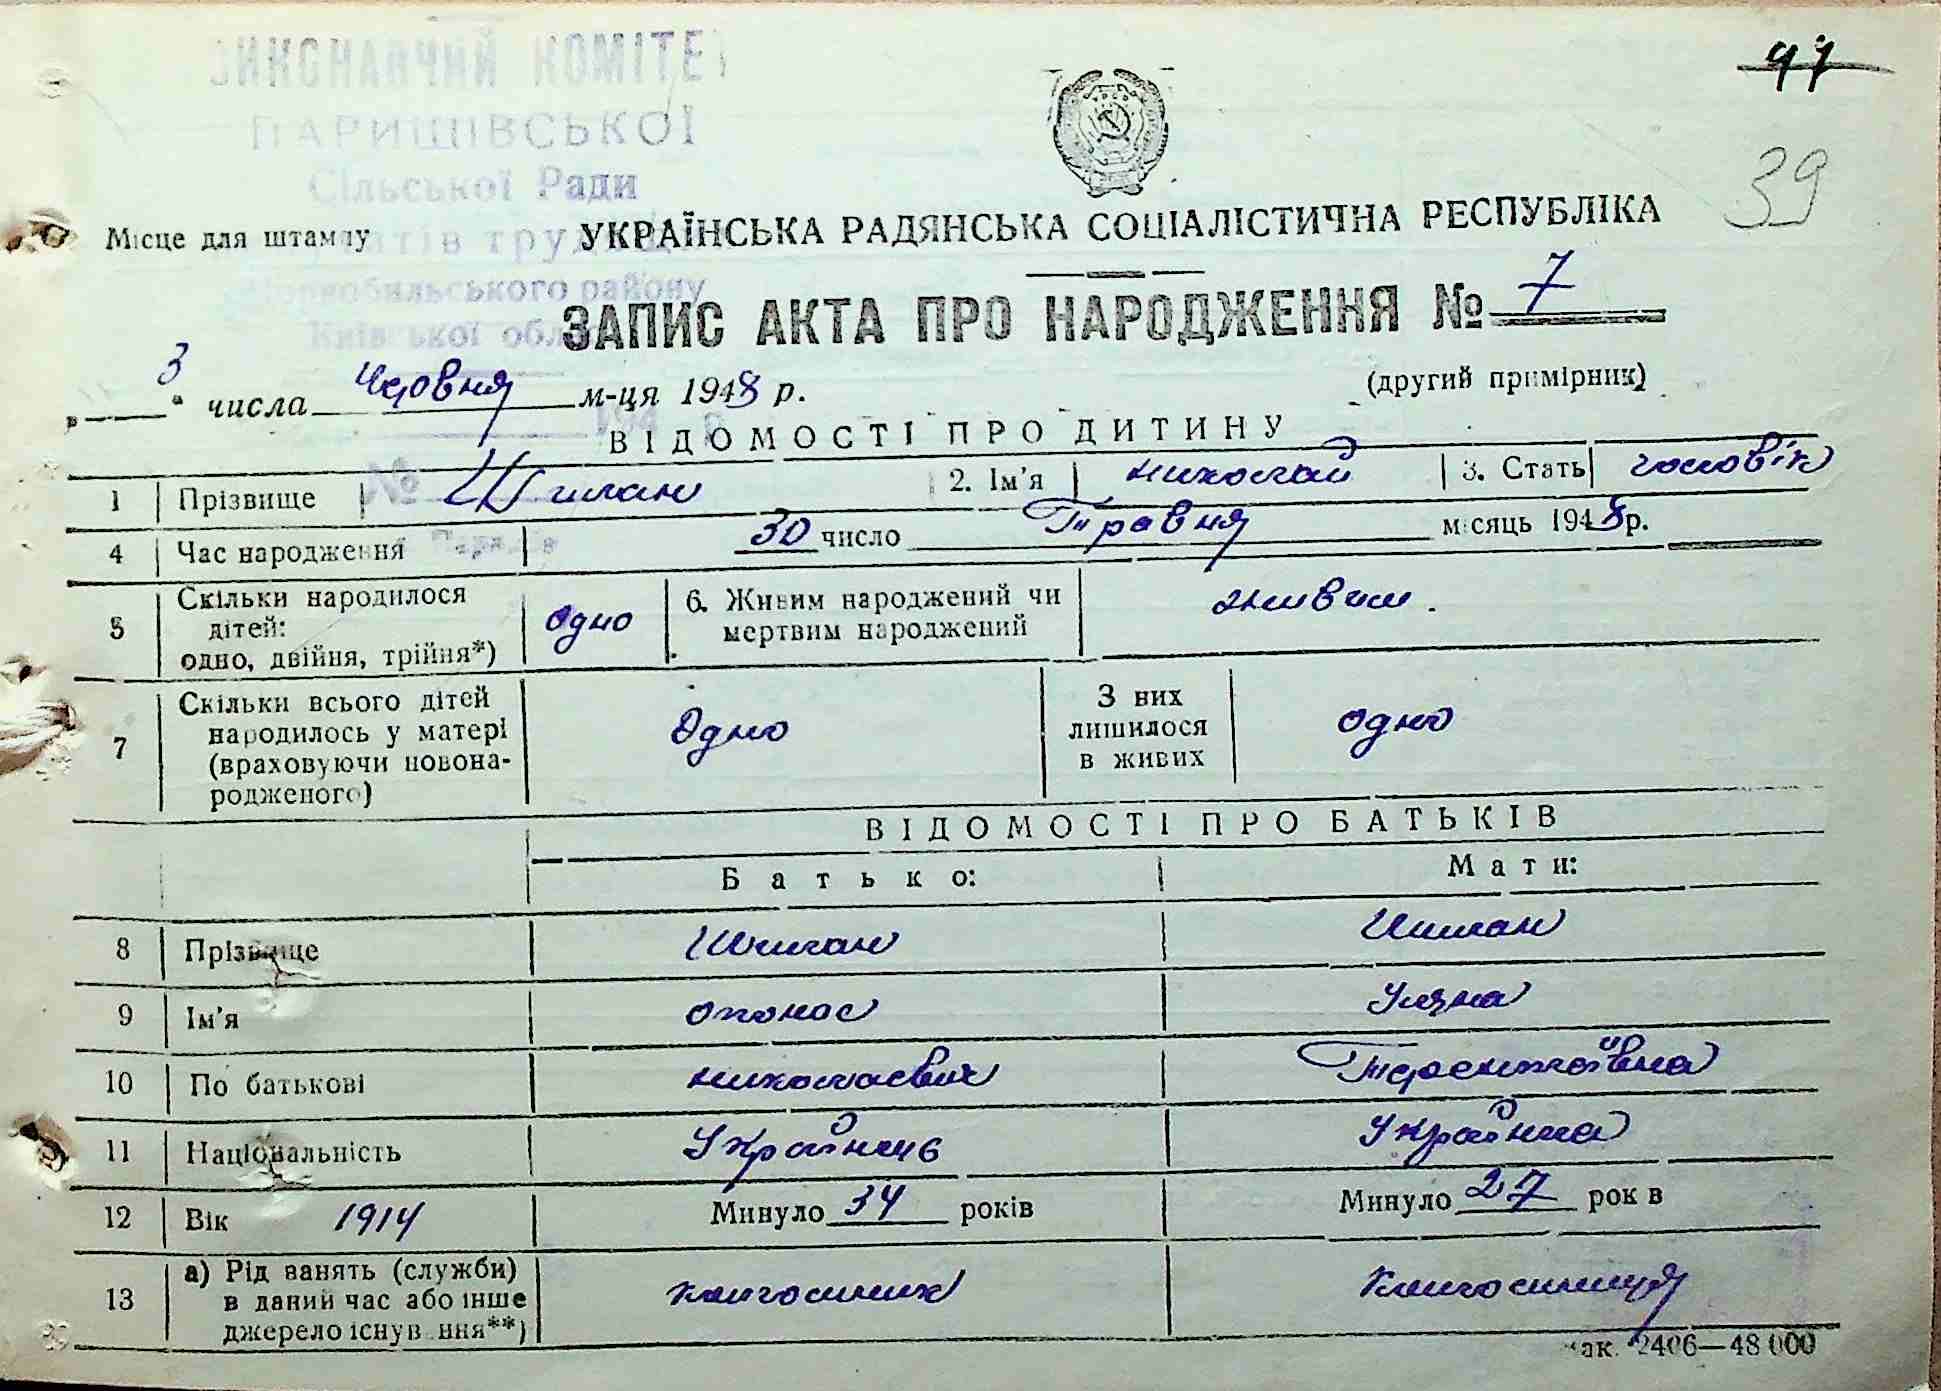 ВИКОНАВЧИЙ КОМІТЕТ
ПАРИШІВСЬКОЇ
Сільської Ради
Чорнобильського району
Київської обл
47
39
Місце для штампу
УКРАЇНСЬКА РАДЯНСЬКА СОЦІАЛІСТИЧНА РЕСПУБЛІКА
ЗАПИС АКТА ПРО НАРОДЖЕННЯ № 7
(другий примірник)
„ 3 “ числа Червня м-ця 1948 р.
ВІДОМОСТІ ПРО ДИТИНУ
1 Прізвище 2. Ім'я Николай 3. Стать чоловік
4 Час народження 30 число Травня місяць 1948 р.
5 Скільки народилося дітей: одно, двійня, трійня*) Одно 6. Живим народжений чи мертвим народжений живим.
7 Скільки всього дітей народилось у матері (враховуючи новонародженого) Одно З них лишилося в живих одно
ВІДОМОСТІ ПРО БАТЬКІВ
Батько: Мати:
8 Прізвище
9 Ім'я Опонос Уляна
10 По батькові Николаевич Терентіївна
11 Національність Українець Українка
12 Вік 1914 Минуло 34 років Минуло 27 рок в
13 а) Рід занять (служби) в даний час або інше джерело існування**) колгоспник колгоспниця
зак. 2406—48 000